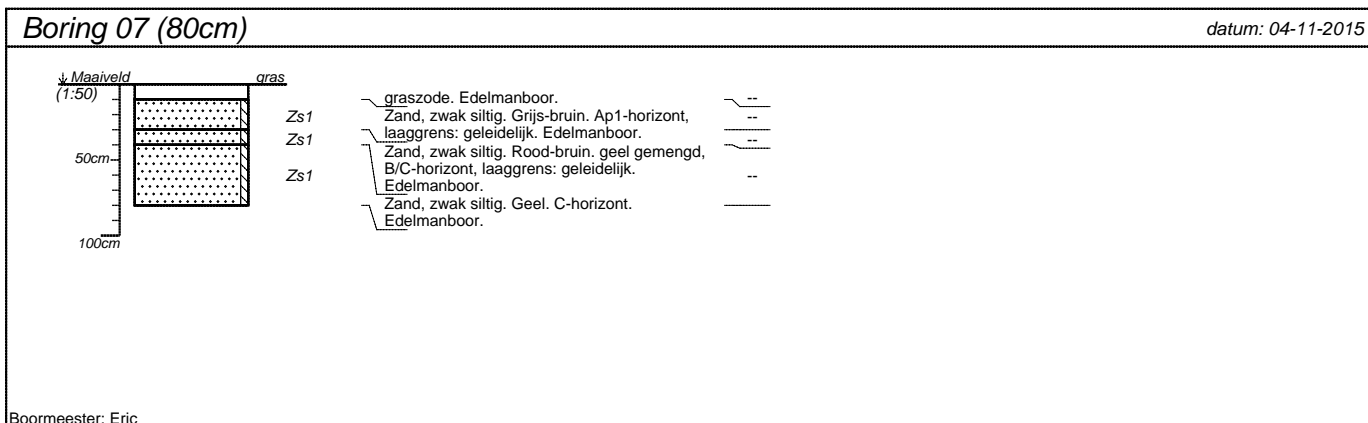 Boring 07 (80cm)
datum: 04-11-2015
Maaiveld
gras
(1:50)
50cm
100cm
Zs1
Zs1
Zs1
graszode. Edelmanboor.
Zand, zwak siltig. Grijs-bruin. Ap1-horizont,
laaggrens: geleidelijk. Edelmanboor.
Zand, zwak siltig. Rood-bruin. geel gemengd,
B/C-horizont, laaggrens: geleidelijk.
Edelmanboor.
Zand, zwak siltig. Geel. C-horizont.
Edelmanboor.
--
--
--
--
Boormeester: Eric